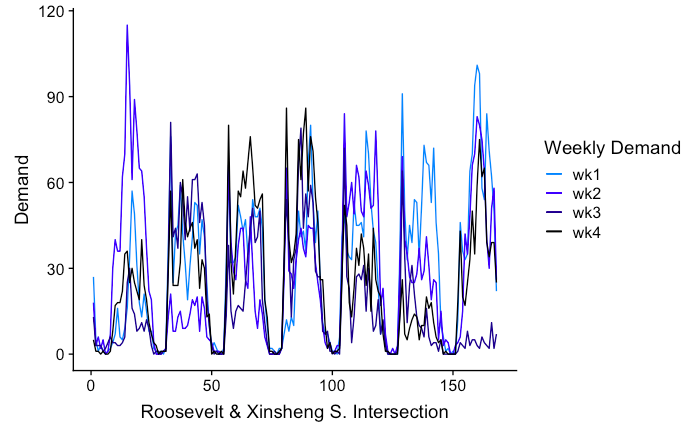 120
90
60
30
0
Demand
0
50
100
150
Roosevelt & Xinsheng S. Intersection
Weekly Demand
wk1
wk2
wk3
wk4